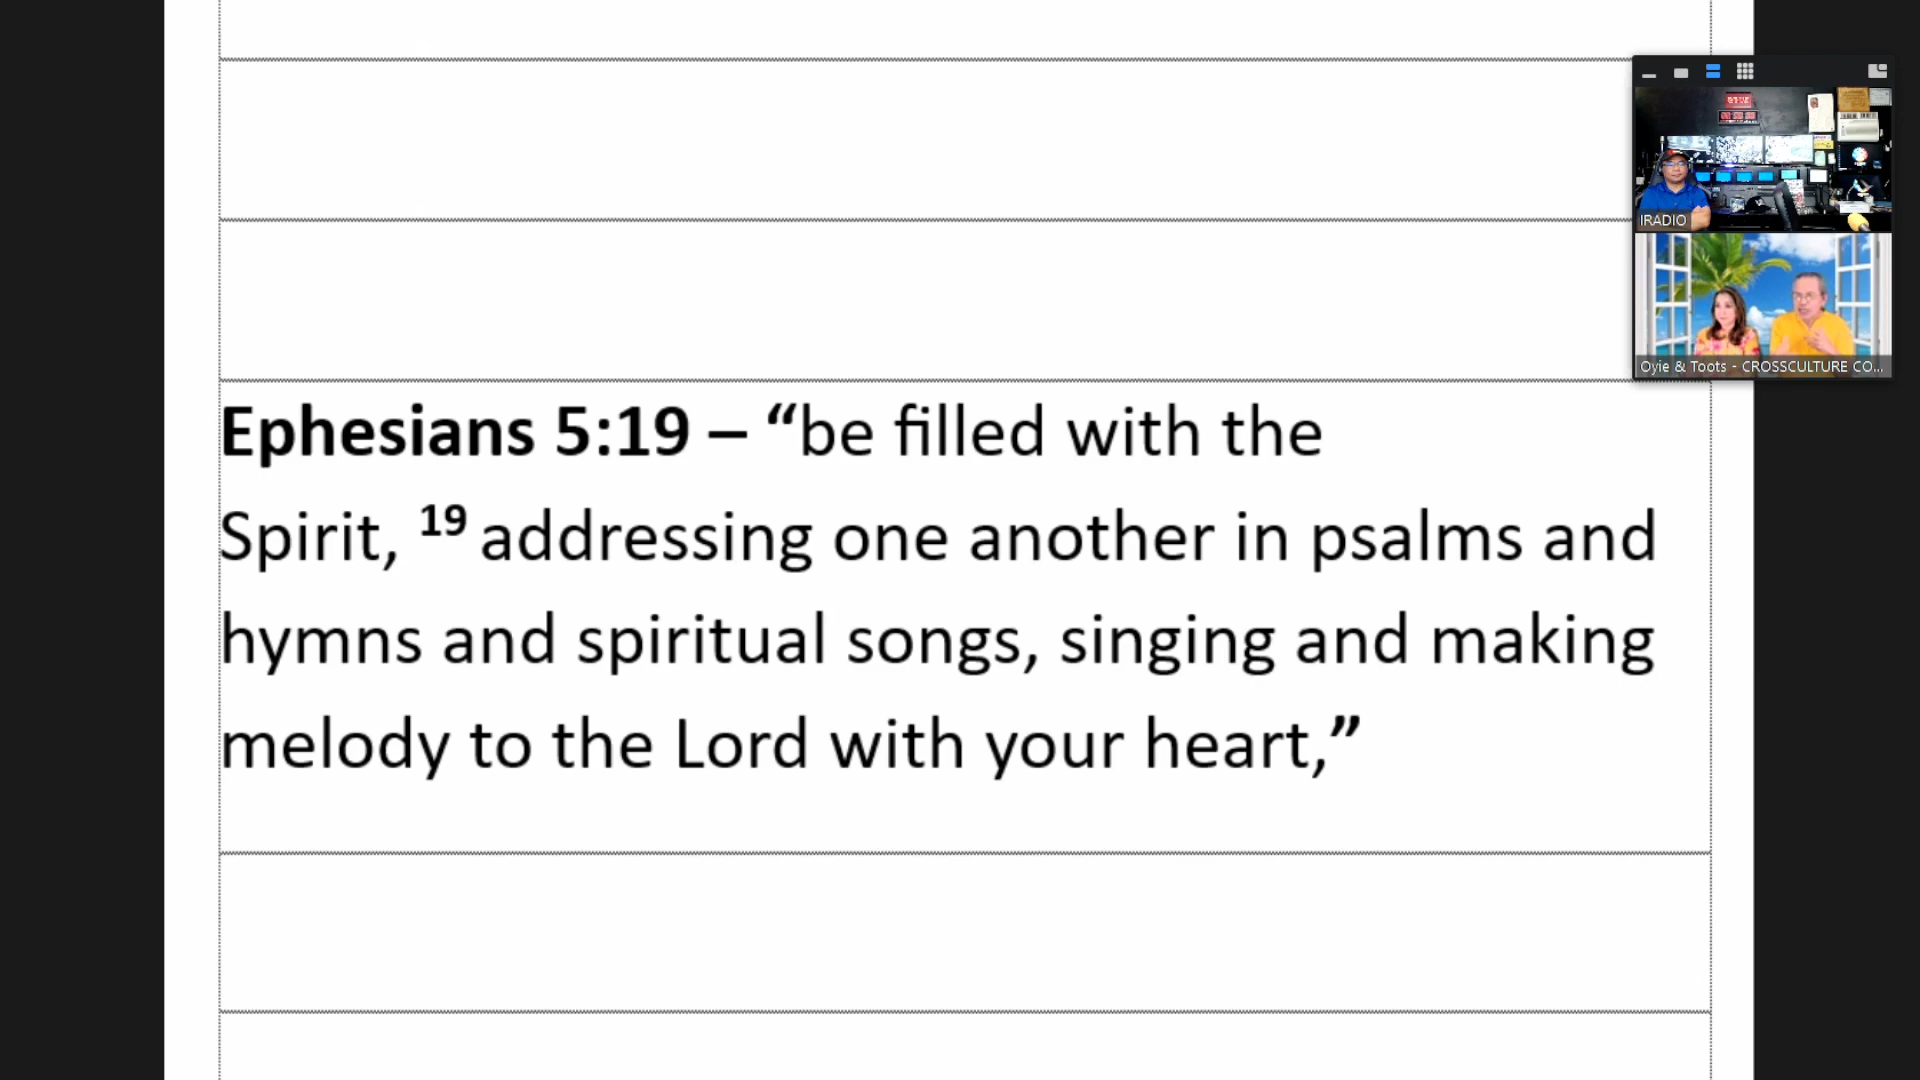 Ephesians 5:19 – “be filled with the
Spirit, 19 addressing one another in psalms and
hymns and spiritual songs, singing and making
melody to the Lord with your heart,”
IRADIO
Oyie & Toots - CROSSCULTURE CO...